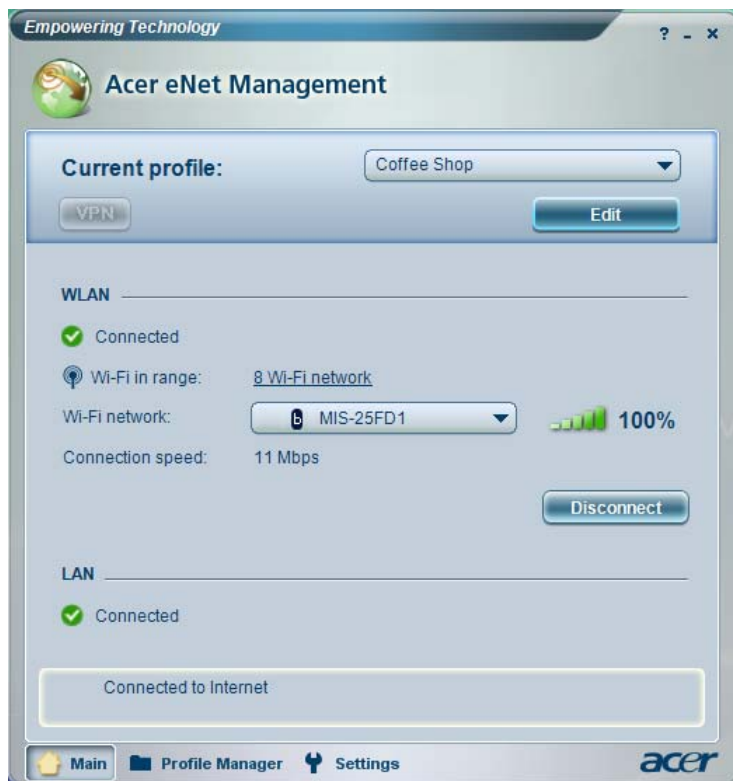 Empowering Technology
? - x
Acer eNet Management
Current profile:
Coffee Shop
VPN
Edit
WLAN
Connected
Wi-Fi in range:
8 Wi-Fi network
Wi-Fi network:
b MIS-25FD1
100%
Connection speed:
11 Mbps
Disconnect
LAN
Connected
Connected to Internet
Main
Profile Manager
Settings
acer